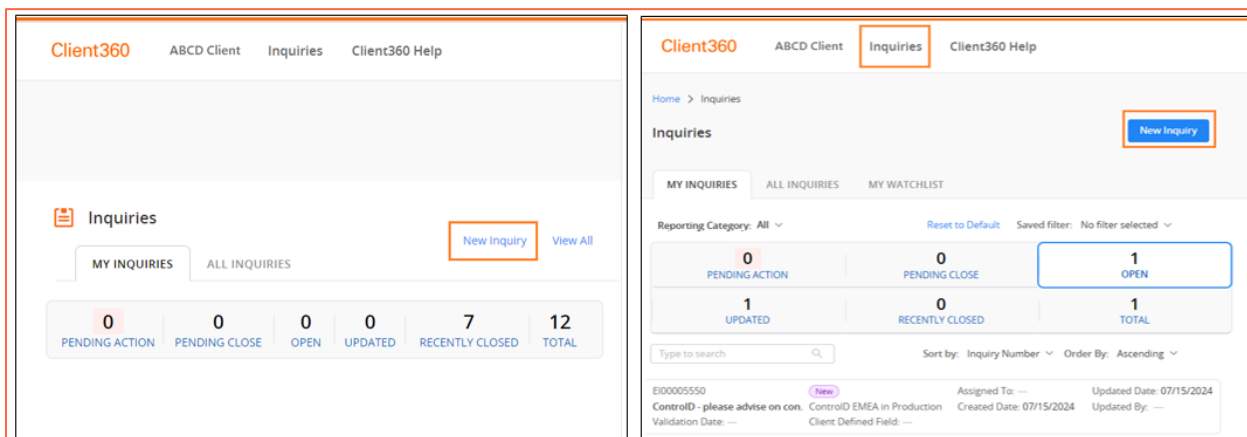 Client360 ABCD Client Inquiries Client360 Help
Inquiries
New Inquiry View All
MY INQUIRIES ALL INQUIRIES
0 0 0 0 7 12
PENDING ACTION PENDING CLOSE OPEN UPDATED RECENTLY CLOSED TOTAL
Client360 ABCD Client Inquiries Client360 Help
Home > Inquiries
Inquiries New Inquiry
MY INQUIRIES ALL INQUIRIES MY WATCHLIST
Reporting Category: All Reset to Default Saved filter: No filter selected
0 0 1
PENDING ACTION PENDING CLOSE OPEN
1 0 1
UPDATED RECENTLY CLOSED TOTAL
Type to search Sort by: Inquiry Number Order By: Ascending
EI00005550 New Assigned To: — Updated Date: 07/15/2024
ControlD - please advise on con. ControlD EMEA in Production Created Date: 07/15/2024 Updated By: —
Validation Date: — Client Defined Field: —